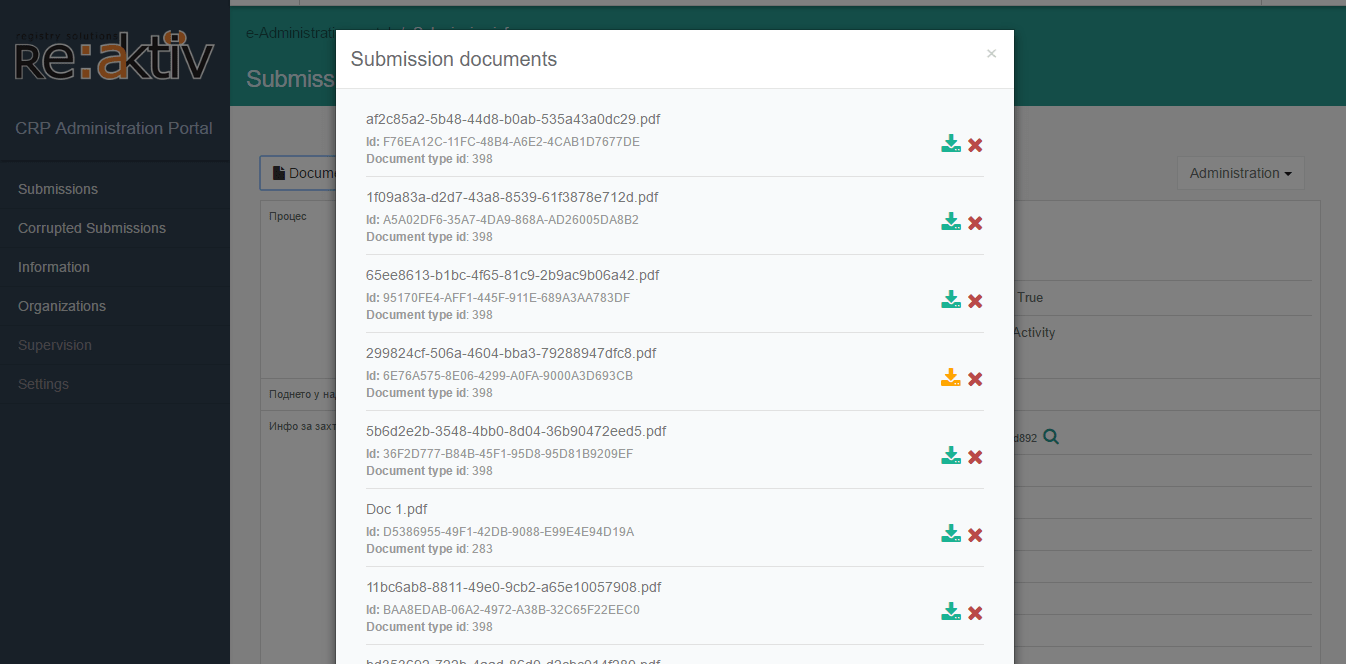 registry solutions
Re:aktiv
CRP Administration Portal
Submissions
Corrupted Submissions
Information
Organizations
Supervision
Settings
Submission documents
×
af2c85a2-5b48-44d8-b0ab-535a43a0dc29.pdf
Id: F76EA12C-11FC-48B4-A6E2-4CAB1D7677DE
Document type id: 398
1f09a83a-d2d7-43a8-8539-61f3878e712d.pdf
Id: A5A02DF6-35A7-4DA9-868A-AD26005DA8B2
Document type id: 398
65ee8613-b1bc-4f65-81c9-2b9ac9b06a42.pdf
Id: 95170FE4-AFF1-445F-911E-689A3AA783DF
Document type id: 398
299824cf-506a-4604-bba3-79288947dfc8.pdf
Id: 6E76A575-8E06-4299-A0FA-9000A3D693CB
Document type id: 398
5b6d2e2b-3548-4bb0-8d04-36b90472eed5.pdf
Id: 36F2D777-B84B-45F1-95D8-95D81B9209EF
Document type id: 398
Doc 1.pdf
Id: D5386955-49F1-42DB-9088-E99E4E94D19A
Document type id: 283
11bc6ab8-8811-49e0-9cb2-a65e10057908.pdf
Id: BAA8EDAB-06A2-4972-A38B-32C65F22EEC0
Document type id: 398
e-Administrati
Submiss
Docume
Administration
Процес
True
Activity
Поднето у на
Инфо за захт
d892